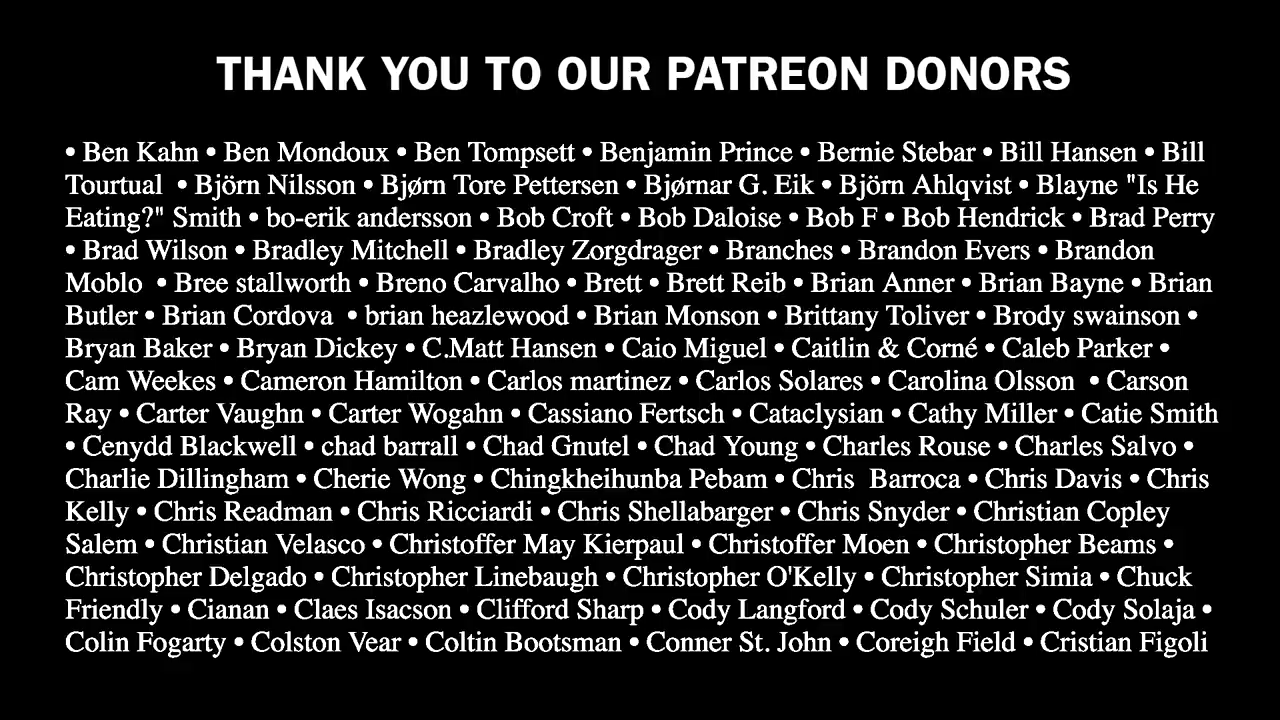 THANK YOU TO OUR PATREON DONORS
• Ben Kahn • Ben Mondoux • Ben Tompsett • Benjamin Prince • Bernie Stebar • Bill Hansen • Bill
Tourtual  • Björn Nilsson • Bjørn Tore Pettersen • Bjørnar G. Eik • Björn Ahlqvist • Blayne "Is He
Eating?" Smith • bo-erik andersson • Bob Croft • Bob Daloise • Bob F • Bob Hendrick • Brad Perry
• Brad Wilson • Bradley Mitchell • Bradley Zorgdrager • Branches • Brandon Evers • Brandon
Moblo  • Bree stallworth • Breno Carvalho • Brett • Brett Reib • Brian Anner • Brian Bayne • Brian
Butler • Brian Cordova  • brian heazlewood • Brian Monson • Brittany Toliver • Brody swainson •
Bryan Baker • Bryan Dickey • C.Matt Hansen • Caio Miguel • Caitlin & Corné • Caleb Parker •
Cam Weekes • Cameron Hamilton • Carlos martinez • Carlos Solares • Carolina Olsson  • Carson
Ray • Carter Vaughn • Carter Wogahn • Cassiano Fertsch • Cataclysian • Cathy Miller • Catie Smith
• Cenydd Blackwell • chad barrall • Chad Gnutel • Chad Young • Charles Rouse • Charles Salvo •
Charlie Dillingham • Cherie Wong • Chingkheihunba Pebam • Chris  Barroca • Chris Davis • Chris
Kelly • Chris Readman • Chris Ricciardi • Chris Shellabarger • Chris Snyder • Christian Copley
Salem • Christian Velasco • Christoffer May Kierpaul • Christoffer Moen • Christopher Beams •
Christopher Delgado • Christopher Linebaugh • Christopher O'Kelly • Christopher Simia • Chuck
Friendly • Cianan • Claes Isacson • Clifford Sharp • Cody Langford • Cody Schuler • Cody Solaja •
Colin Fogarty • Colston Vear • Coltin Bootsman • Conner St. John • Coreigh Field • Cristian Figoli